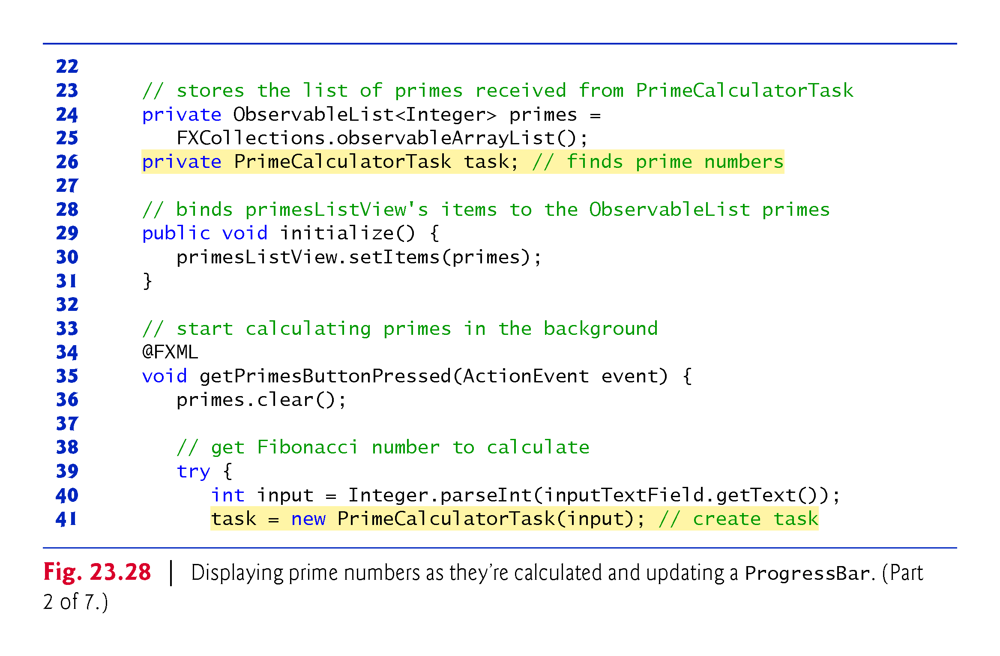 22
23 // stores the list of primes received from PrimeCalculatorTask
24 private ObservableList<Integer> primes =
25 FXCollections.observableArrayList();
26 private PrimeCalculatorTask task; // finds prime numbers
27
28 // binds primesListView's items to the ObservableList primes
29 public void initialize() {
30 primesListView.setItems(primes);
31 }
32
33 // start calculating primes in the background
34 @FXML
35 void getPrimesButtonPressed(ActionEvent event) {
36 primes.clear();
37
38 // get Fibonacci number to calculate
39 try {
40 int input = Integer.parseInt(inputTextField.getText());
41 task = new PrimeCalculatorTask(input); // create task
Fig. 23.28 | Displaying prime numbers as they’re calculated and updating a ProgressBar. (Part
2 of 7.)